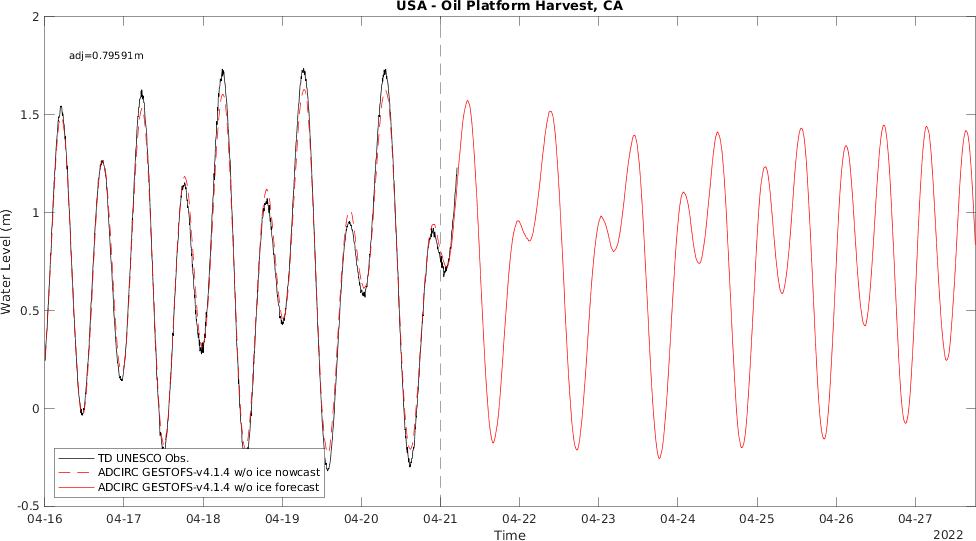 USA - Oil Platform Harvest, CA
adj=0.79591m
Water Level (m)
2
1.5
1
0.5
0
-0.5
TD UNESCO Obs.
ADCIRC GESTOFS-v4.1.4 w/o ice nowcast
ADCIRC GESTOFS-v4.1.4 w/o ice forecast
04-16 04-17 04-18 04-19 04-20 04-21 04-22 04-23 04-24 04-25 04-26 04-27
Time
2022